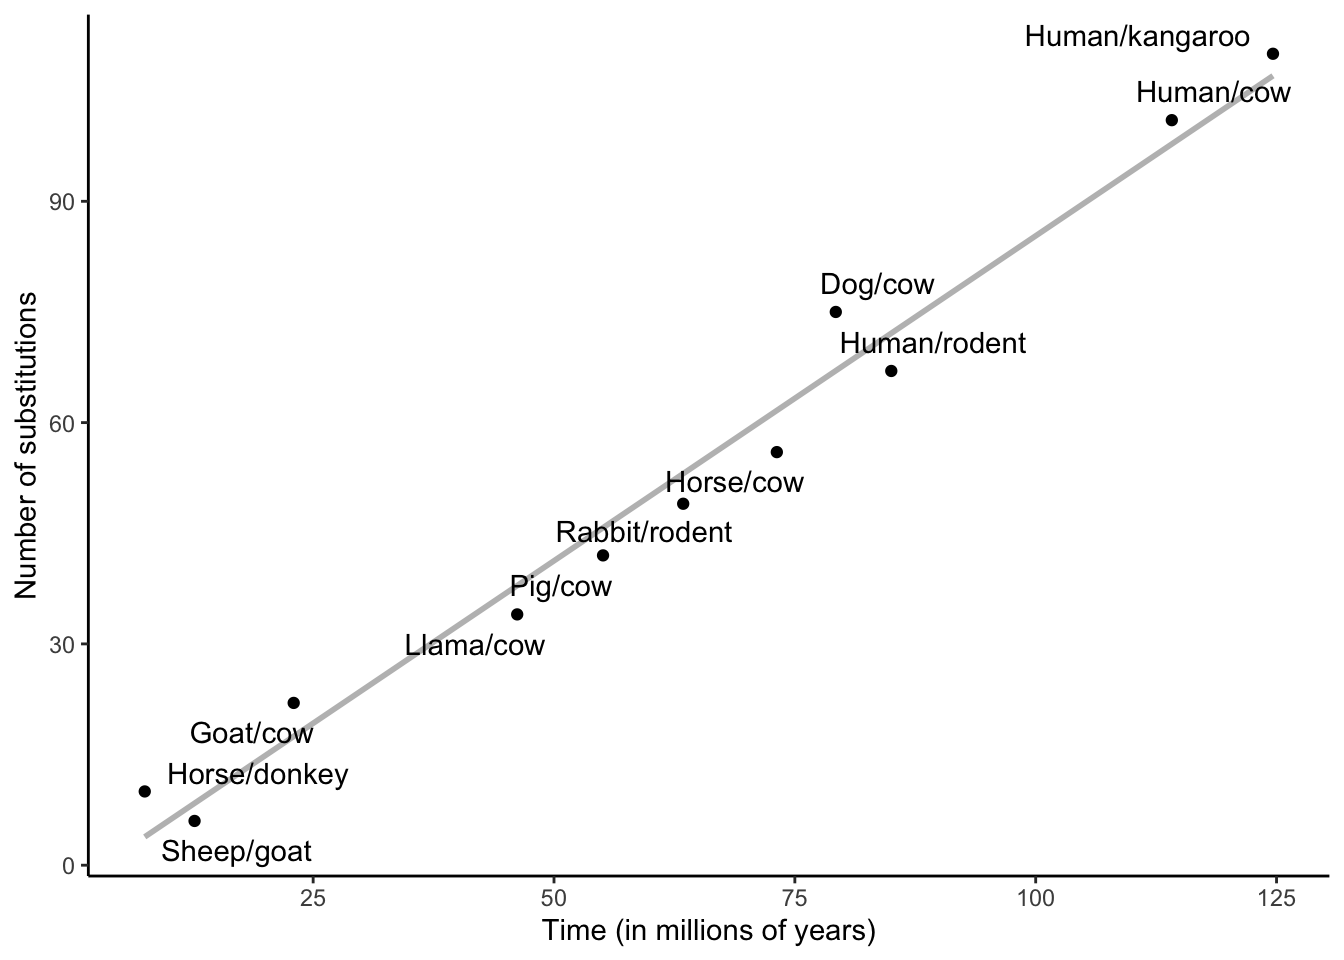 Human/kangaroo
Human/cow
90
Dog/cow
Human/rodent
Number of substitutions
60
Horse/cow
Rabbit/rodent
Pig/cow
30
Llama/cow
Goat/cow
Horse/donkey
Sheep/goat
0
25 50 75 100 125
Time (in millions of years)